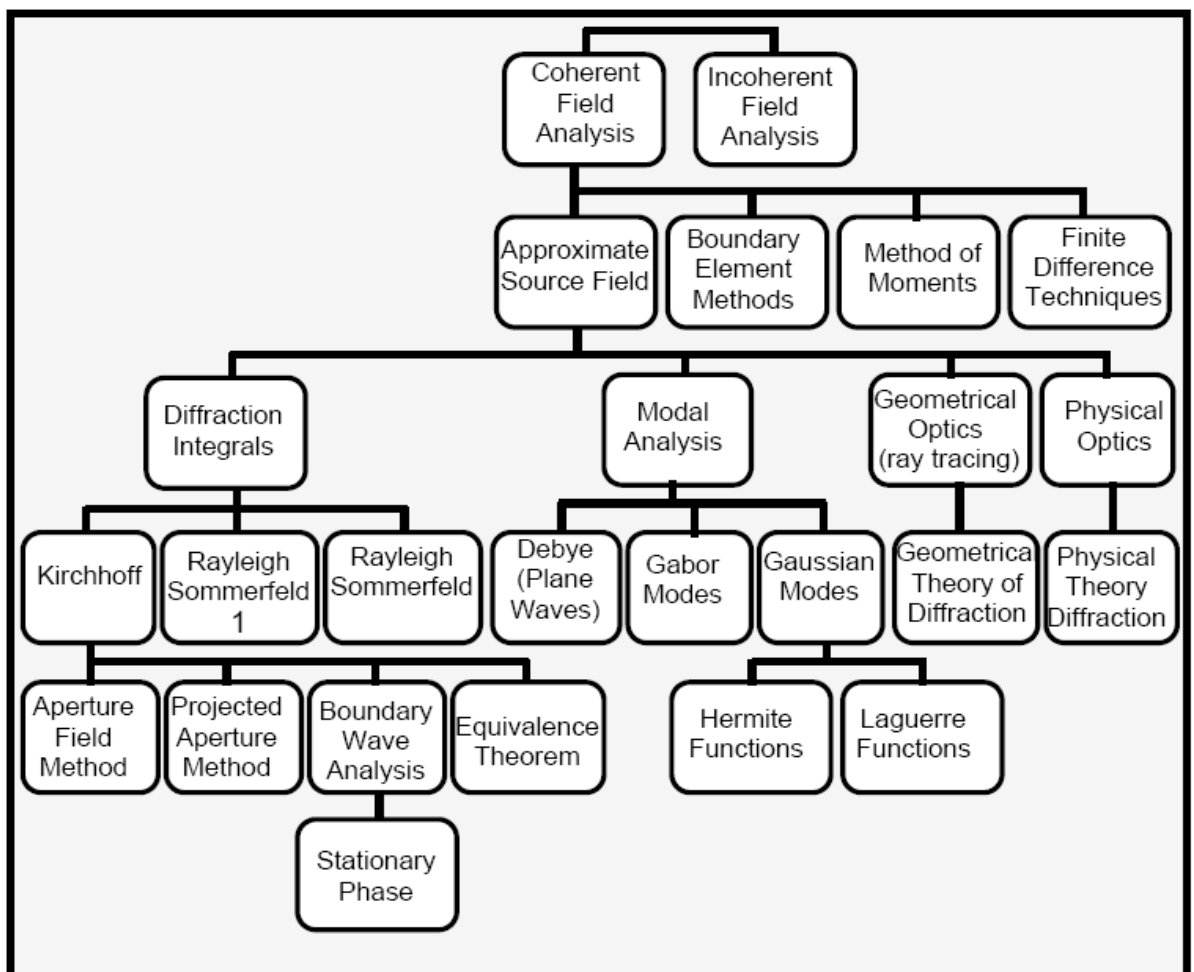 Coherent
Field
Analysis
Incoherent
Field
Analysis
Approximate
Source Field
Boundary
Element
Methods
Method of
Moments
Finite
Difference
Techniques
Diffraction
Integrals
Modal
Analysis
Geometrical
Optics
(ray tracing)
Physical
Optics
Kirchhoff
Rayleigh
Sommerfeld
1
Rayleigh
Sommerfeld
Debye
(Plane
Waves)
Gabor
Modes
Gaussian
Modes
Geometrica
Theory of
Diffraction
Physical
Theory
Diffraction
Aperture
Field
Method
Projected
Aperture
Method
Boundary
Wave
Analysis
Equivalence
Theorem
Hermite
Functions
Laguerre
Functions
Stationary
Phase